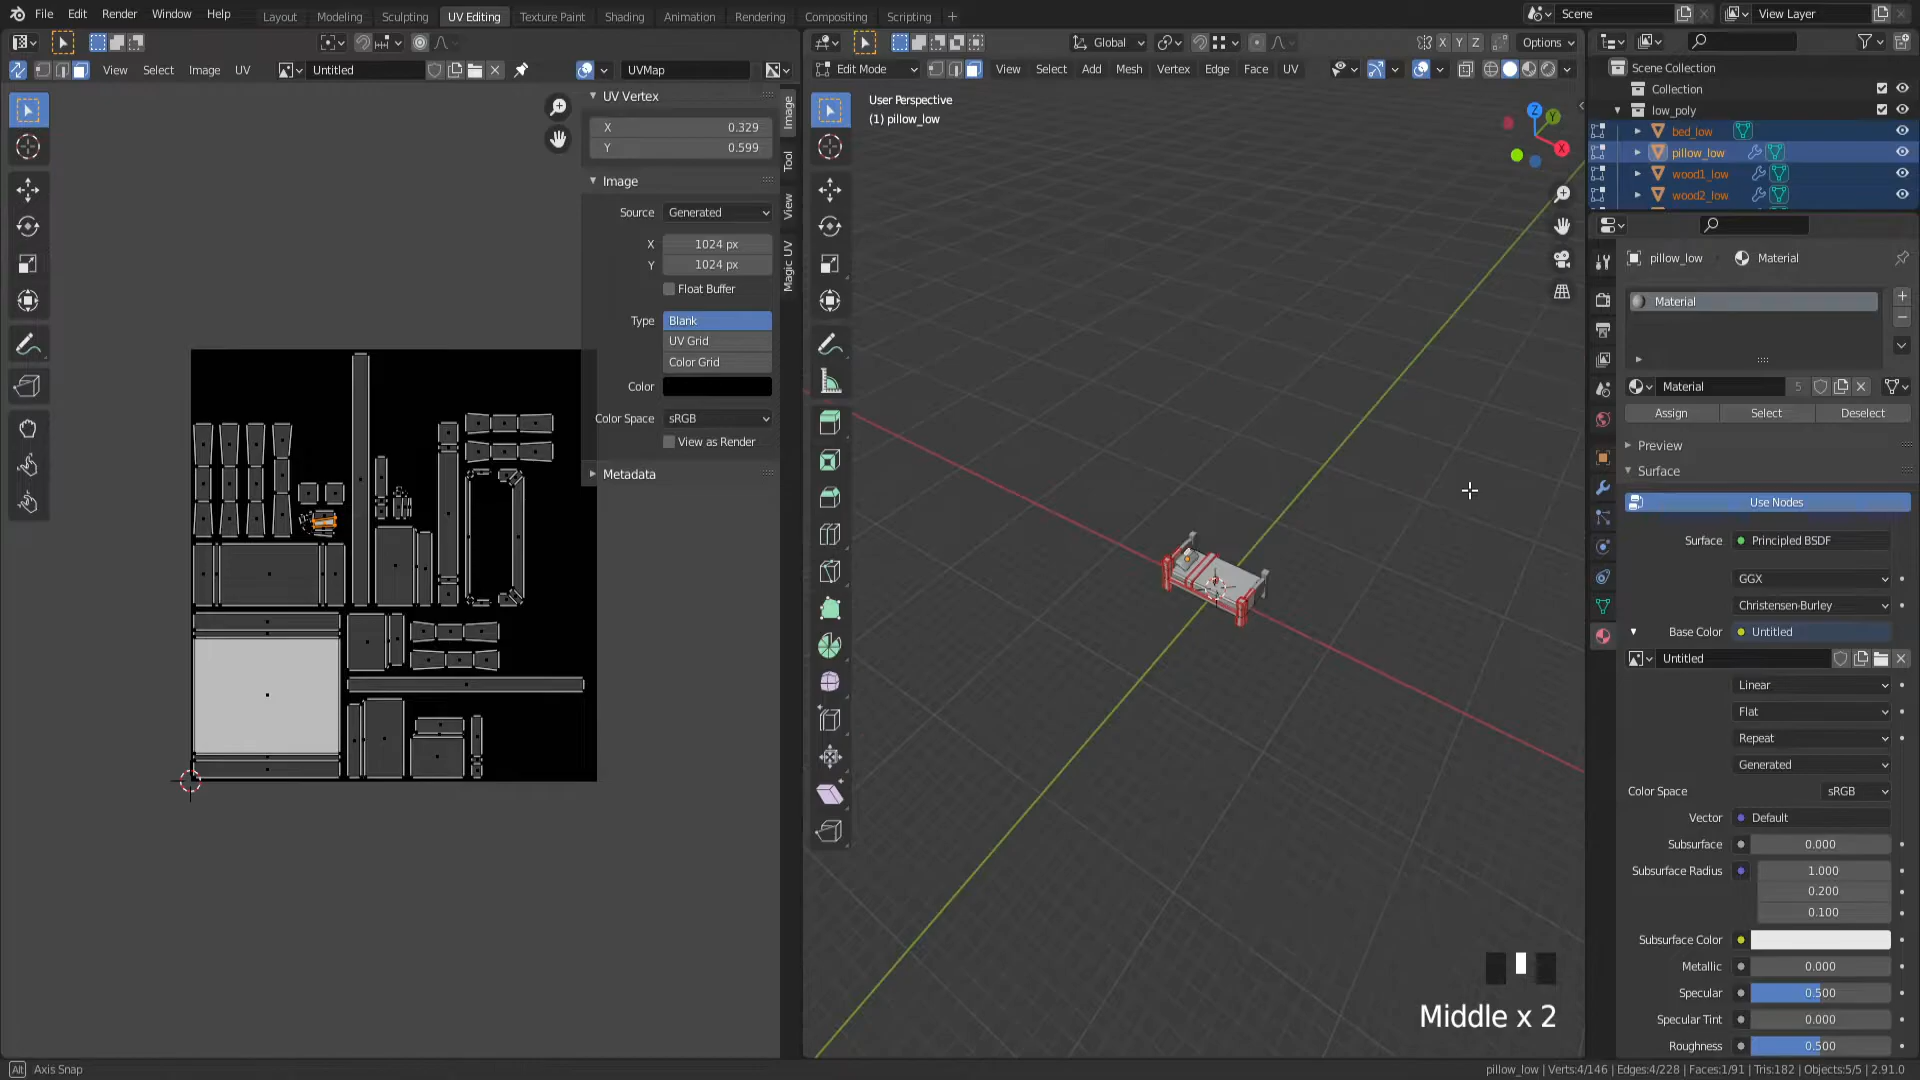 File Edit Render Window Help
Layout Modeling Sculpting UV Editing Texture Paint Shading Animation Rendering Compositing Scripting +
Scene
View Layer
Global
X Y Z
Options
View Select Image UV
Untitled
UVMap
Edit Mode
View Select Add Mesh Vertex Edge Face UV
Scene Collection
Collection
low_poly
bed_low
pillow_low
wood1_low
wood2_low
UV Vertex
X 0.329
Y 0.599
Image
Source Generated
X 1024 px
Y 1024 px
Float Buffer
Type Blank
UV Grid
Color Grid
Color
Color Space sRGB
View as Render
Metadata
Image
Tool
View
Magic UV
User Perspective
(1) pillow_low
Z
Y
X
pillow_low Material
Material
Material 5
Assign Select Deselect
Preview
Surface
Use Nodes
Surface Principled BSDF
GGX
Christensen-Burley
Base Color Untitled
Untitled
Linear
Flat
Repeat
Generated
Color Space sRGB
Vector Default
Subsurface 0.000
Subsurface Radius 1.000
0.200
0.100
Subsurface Color
Metallic 0.000
Specular 0.500
Specular Tint 0.000
Roughness 0.500
Middle x 2
Alt Axis Snap
pillow_low | Verts:4/146 | Edges:4/228 | Faces:1/91 | Tris:182 | Objects:5/5 | 2.91.0